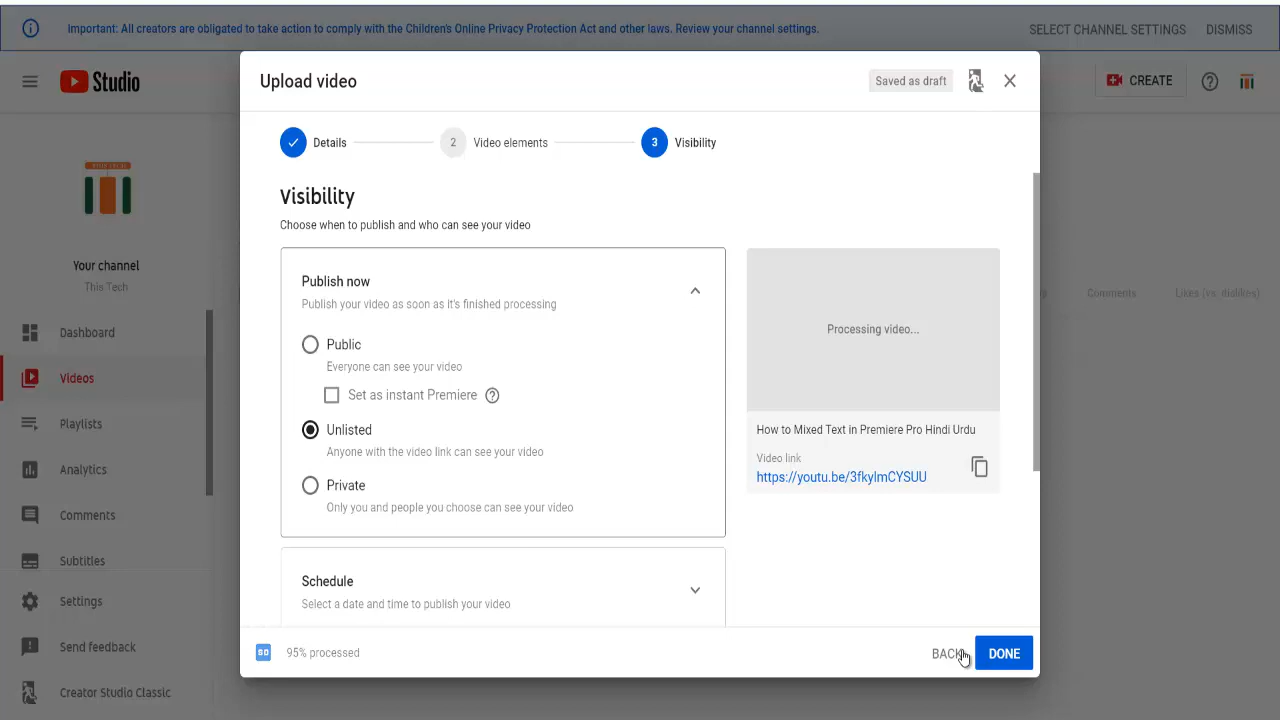 Important: All creators are obligated to take action to comply with the Children's Online Privacy Protection Act and other laws. Review your channel settings.
SELECT CHANNEL SETTINGS
DISMISS
Studio
Upload video
Saved as draft
CREATE
Details
2
Video elements
3
Visibility
Visibility
Choose when to publish and who can see your video
Your channel
This Tech
Dashboard
Videos
Playlists
Analytics
Comments
Subtitles
Settings
Send feedback
Creator Studio Classic
Publish now
Publish your video as soon as it's finished processing
Public
Everyone can see your video
Set as instant Premiere
Unlisted
Anyone with the video link can see your video
Private
Only you and people you choose can see your video
Schedule
Select a date and time to publish your video
Processing video...
How to Mixed Text in Premiere Pro Hindi Urdu
Video link
https://youtu.be/3fkylmCYSUU
Comments
Likes (vs. dislikes)
SD
95% processed
BACK
DONE